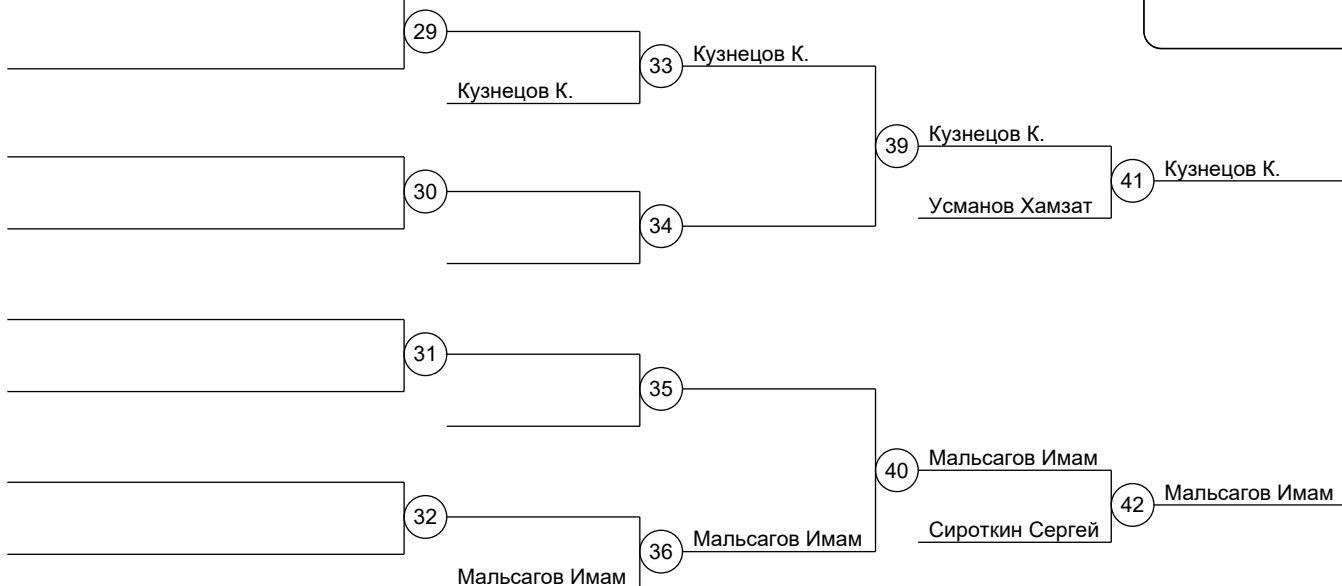 29
33 Кузнецов К.
Кузнецов К.
39 Кузнецов К.
41 Кузнецов К.
30
Усманов Хамзат
34
31
35
Мальсагов Имам
40
42 Мальсагов Имам
32
Сироткин Сергей
36 Мальсагов Имам
Мальсагов Имам